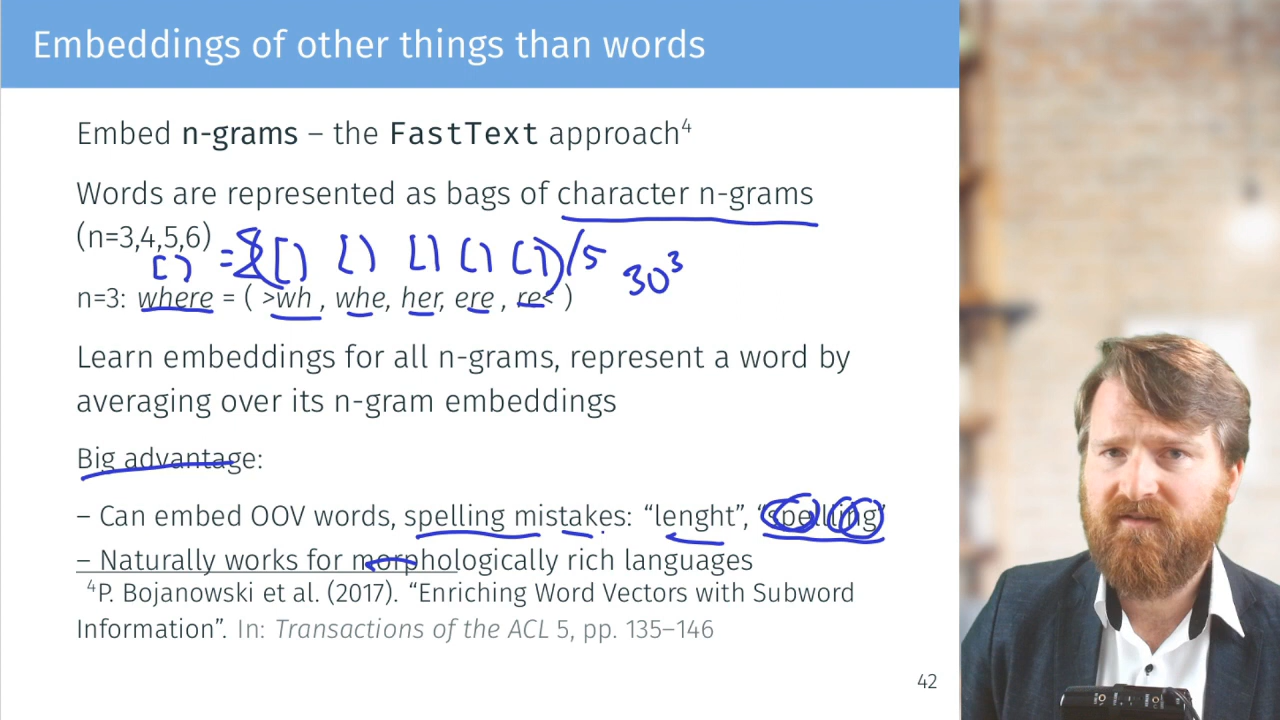 Embeddings of other things than words
Embed n-grams – the FastText approach4
Words are represented as bags of character n-grams
(n=3,4,5,6)
[] = ([] [] [] [] [])/5 30³
n=3: where = ( >wh , whe, her, ere , re< )
Learn embeddings for all n-grams, represent a word by
averaging over its n-gram embeddings
Big advantage:
– Can embed OOV words, spelling mistakes: “lenght”, “spellling”
– Naturally works for morphologically rich languages
4P. Bojanowski et al. (2017). “Enriching Word Vectors with Subword
Information”. In: Transactions of the ACL 5, pp. 135–146
42